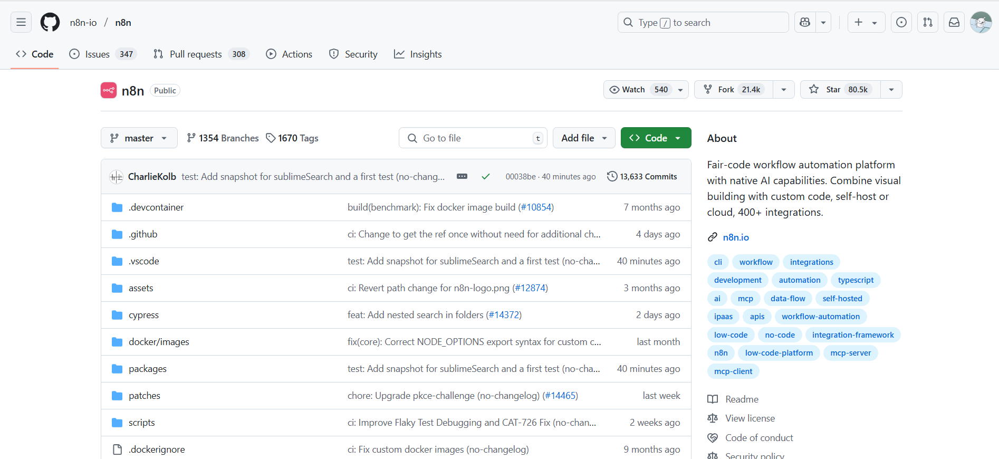 n8n-io / n8n
Type / to search
Code
Issues 347
Pull requests 308
Actions
Security
Insights
n8n Public
Watch 540
Fork 21.4k
Star 80.5k
master
1354 Branches
1670 Tags
Go to file t
Add file
Code
CharlieKolb test: Add snapshot for sublimeSearch and a first test (no-chang... 00038be · 40 minutes ago 13,633 Commits
.devcontainer build(benchmark): Fix docker image build (#10854) 7 months ago
.github ci: Change to get the ref once without need for additional ch... 4 days ago
.vscode test: Add snapshot for sublimeSearch and a first test (no-cha... 40 minutes ago
assets ci: Revert path change for n8n-logo.png (#12874) 3 months ago
cypress feat: Add nested search in folders (#14372) 2 days ago
docker/images fix(core): Correct NODE_OPTIONS export syntax for custom c... last month
packages test: Add snapshot for sublimeSearch and a first test (no-cha... 40 minutes ago
patches chore: Upgrade pkce-challenge (no-changelog) (#14465) last week
scripts ci: Improve Flaky Test Debugging and CAT-726 Fix (no-chan... 2 weeks ago
.dockerignore ci: Fix custom docker images (no-changelog) 9 months ago
About
Fair-code workflow automation platform
with native AI capabilities. Combine visual
building with custom code, self-host or
cloud, 400+ integrations.
n8n.io
cli workflow integrations
development automation typescript
ai mcp data-flow self-hosted
ipaas apis workflow-automation
low-code no-code integration-framework
n8n low-code-platform mcp-server
mcp-client
Readme
View license
Code of conduct
Security policy